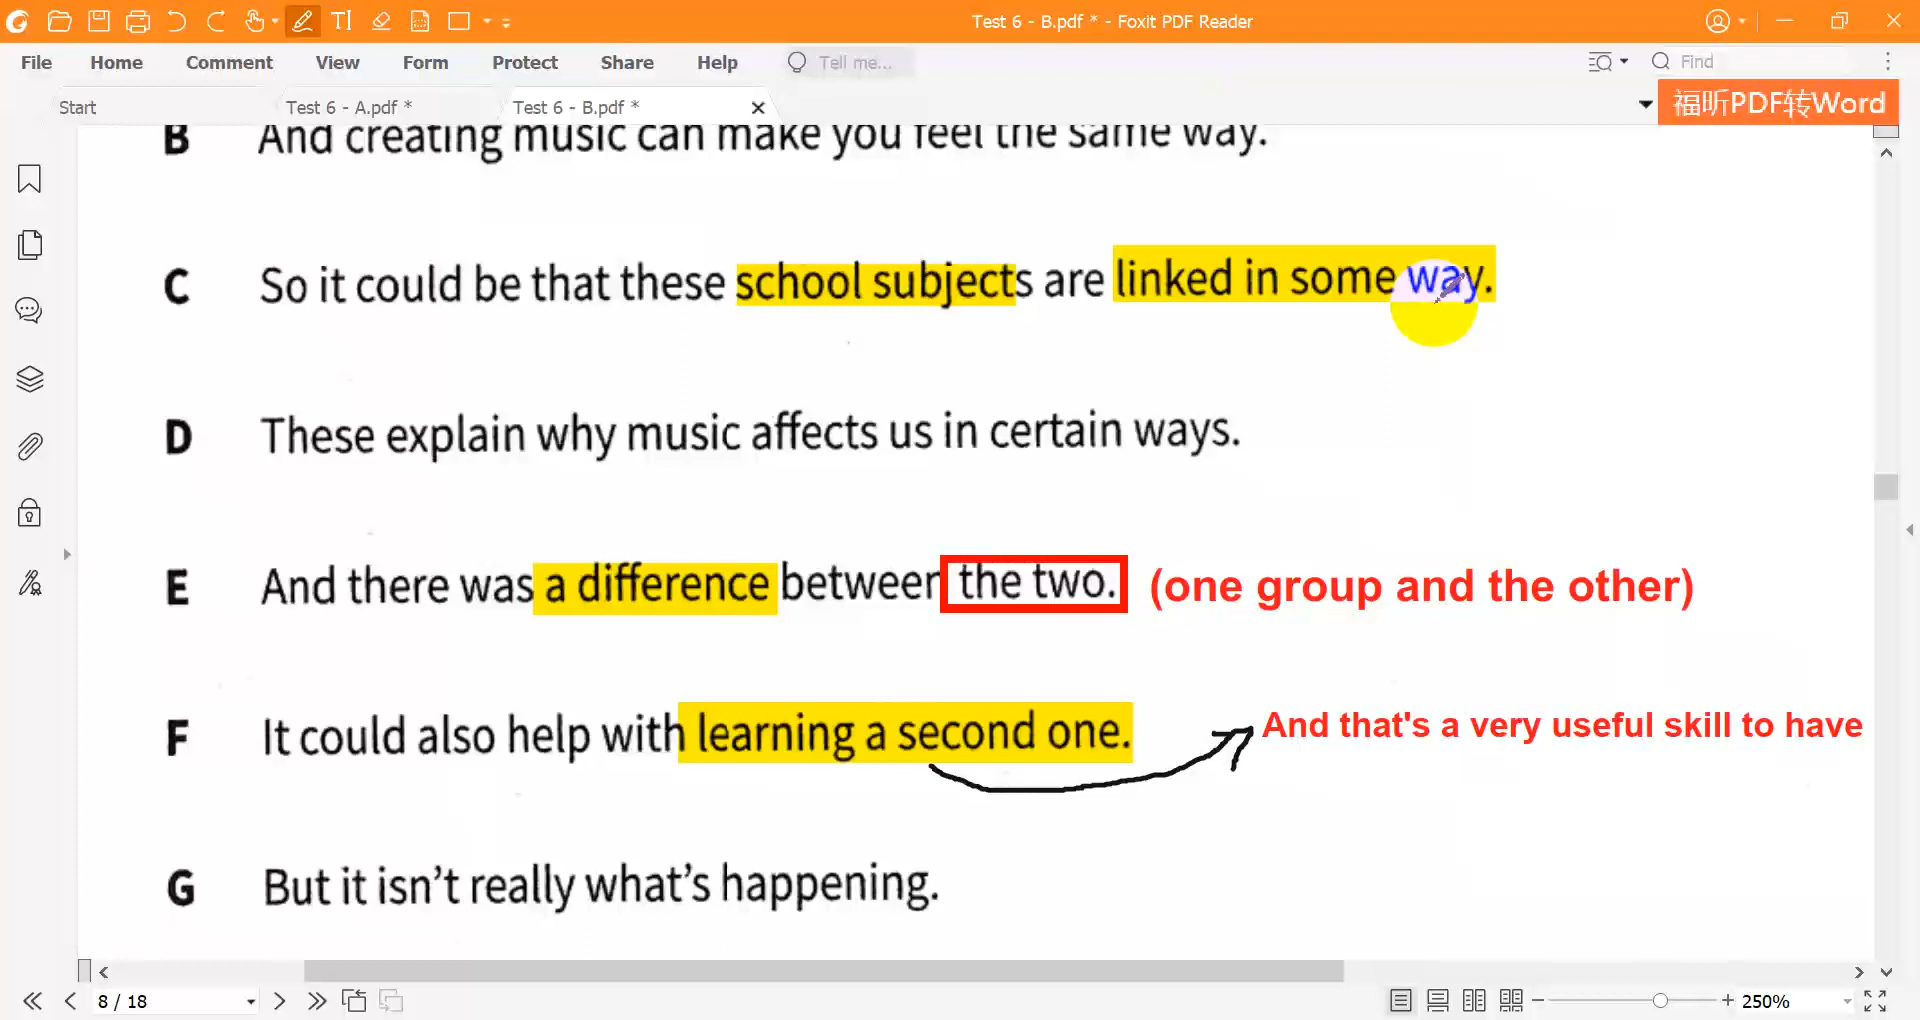 Test 6 - B.pdf * - Foxit PDF Reader
File Home Comment View Form Protect Share Help Tell me... Find
Start Test 6 - A.pdf * Test 6 - B.pdf *
福昕PDF转Word
B And creating music can make you feel the same way.
C So it could be that these school subjects are linked in some way.
D These explain why music affects us in certain ways.
E And there was a difference between the two. (one group and the other)
F It could also help with learning a second one. And that's a very useful skill to have
G But it isn't really what's happening.
8 / 18 250%